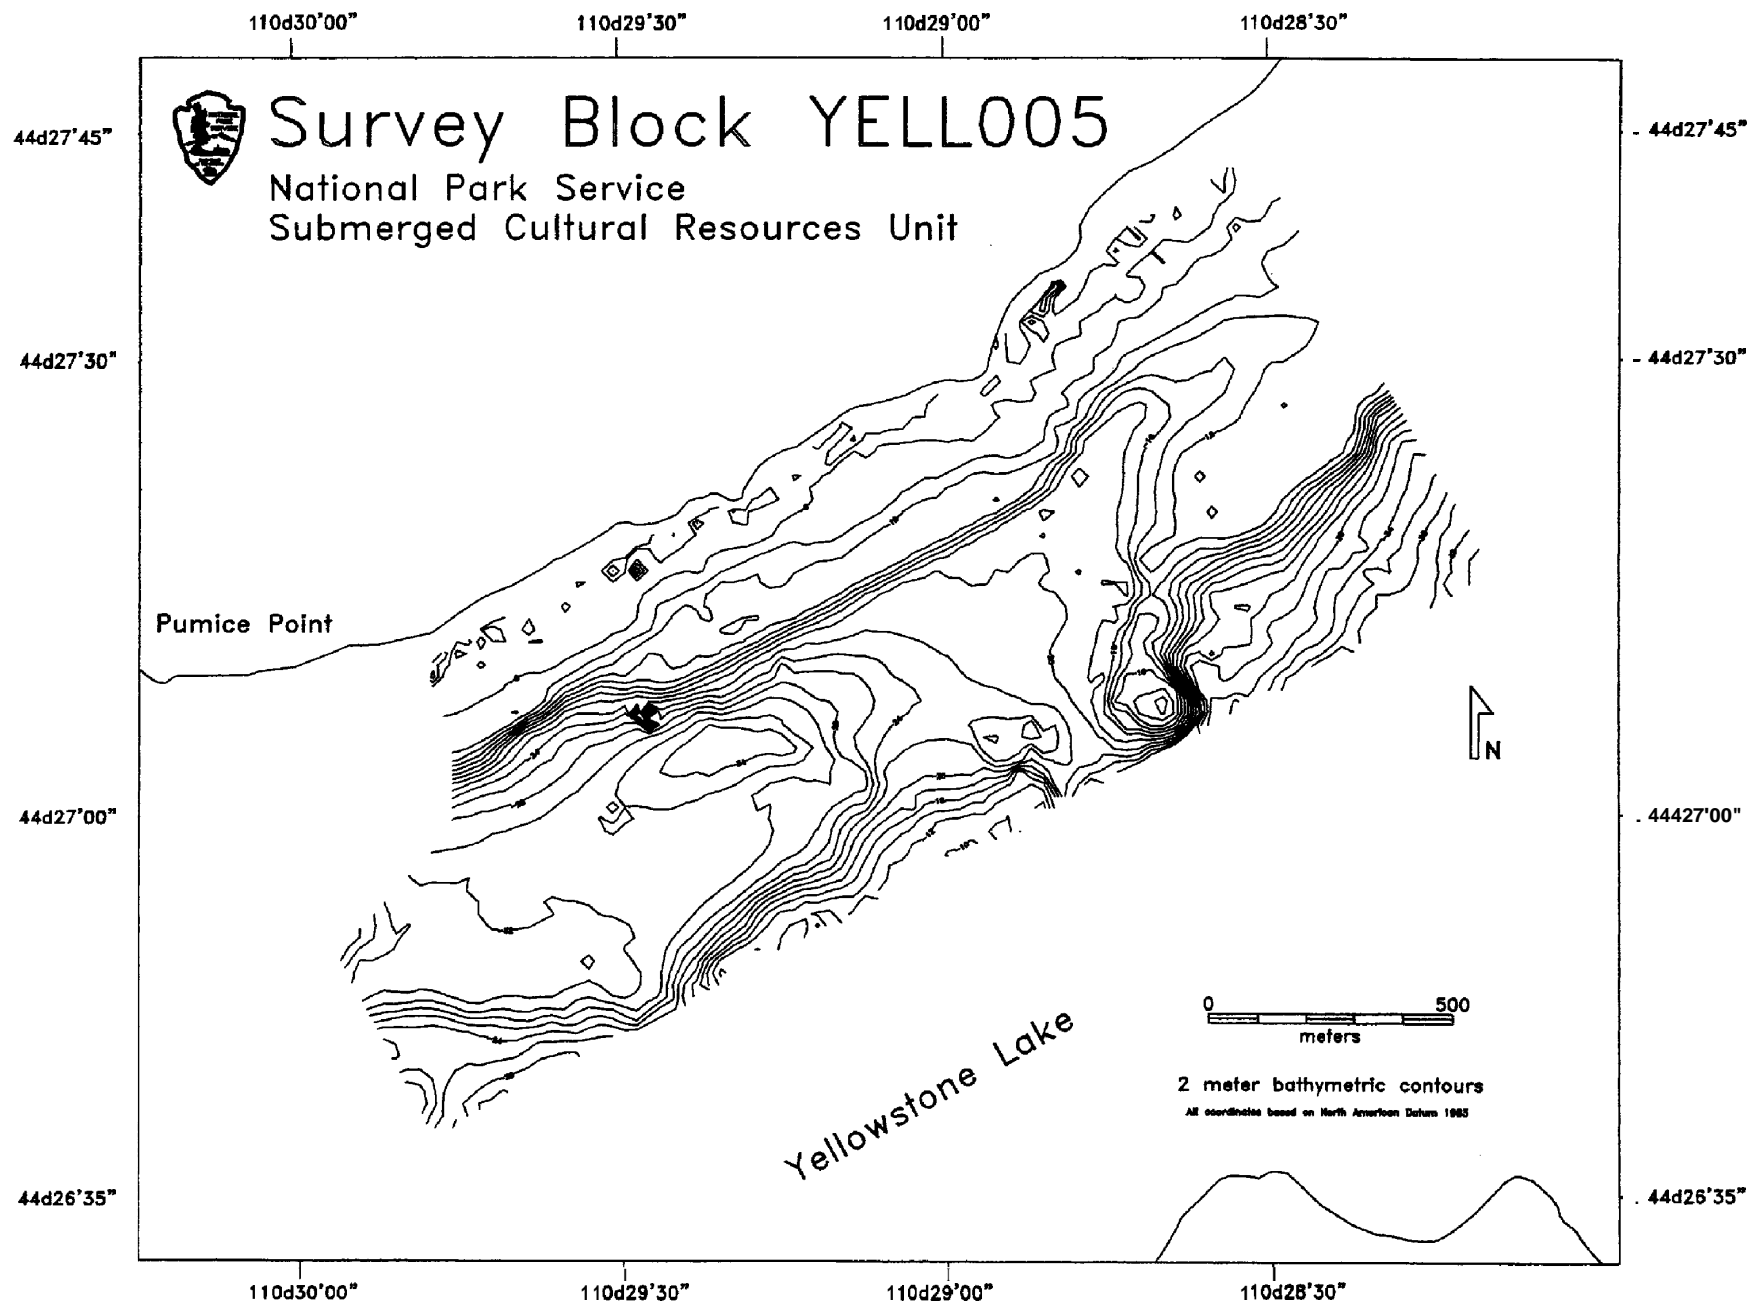 110d30'00" 110d29'30" 110d29'00" 110d28'30"
Survey Block YELL005
44d27'45" - 44d27'45"
National Park Service
Submerged Cultural Resources Unit
44d27'30" - 44d27'30"
Pumice Point
N
44d27'00" . 44427'00"
0 500
meters
Yellowstone Lake
2 meter bathymetric contours
All coordinates based on North American Datum 1983
44d26'35" . 44d26'35"
110d30'00" 110d29'30" 110d29'00" 110d28'30"